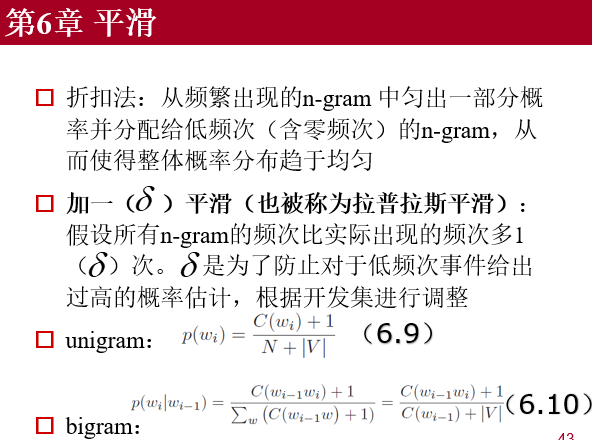 第6章 平滑
折扣法：从频繁出现的n-gram 中匀出一部分概
率并分配给低频次（含零频次）的n-gram，从
而使得整体概率分布趋于均匀
加一（δ）平滑（也被称为拉普拉斯平滑）：
假设所有n-gram的频次比实际出现的频次多1
（δ）次。δ是为了防止对于低频次事件给出
过高的概率估计，根据开发集进行调整
unigram： p(w_i) = \frac{C(w_i) + 1}{N + |V|} （6.9）
bigram： p(w_i|w_{i-1}) = \frac{C(w_{i-1}w_i) + 1}{\sum_w (C(w_{i-1}w) + 1)} = \frac{C(w_{i-1}w_i) + 1}{C(w_{i-1}) + |V|} （6.10）
43